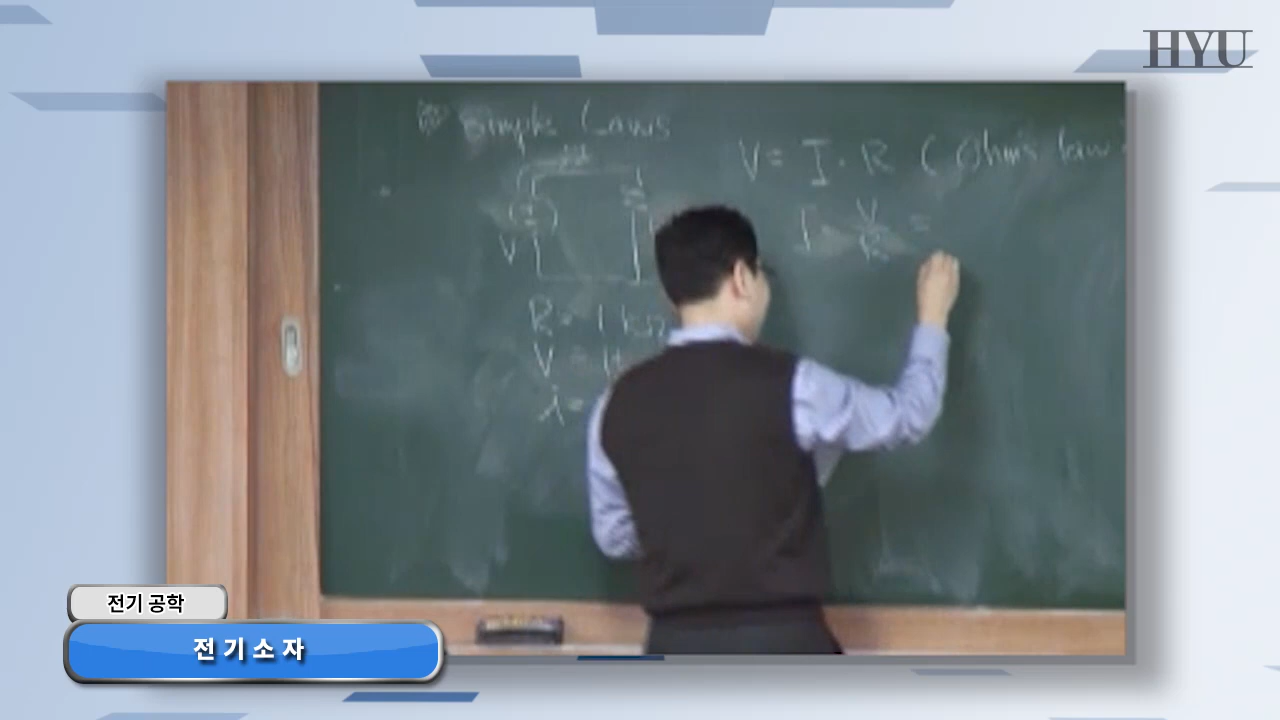 HYU
Simple Laws
V = I · R (Ohm's law
I = V/R =
V
R = 1 kΩ
V =
i =
전기 공학
전기소자